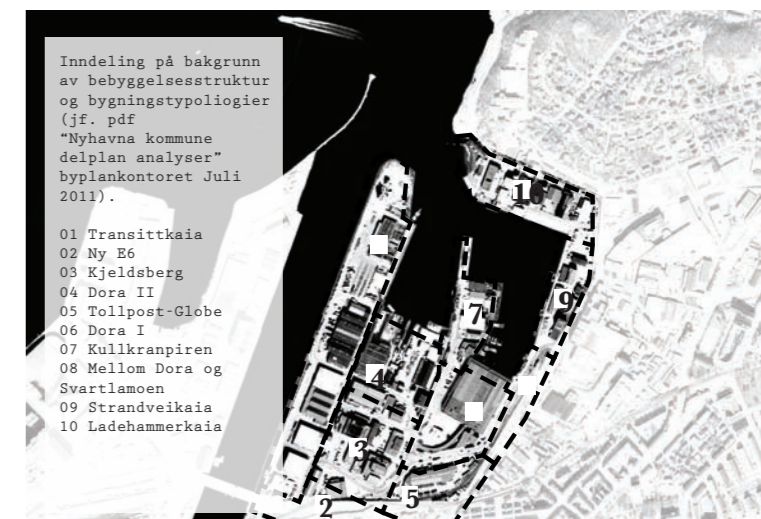 Inndeling på bakgrunn
av bebyggelsesstruktur
og bygningstypoliogier
(jf. pdf
“Nyhavna kommune
delplan analyser”
byplankontoret Juli
2011).
01 Transittkaia
02 Ny E6
03 Kjeldsberg
04 Dora II
05 Tollpost-Globe
06 Dora I
07 Kullkranpiren
08 Mellom Dora og
Svartlamoen
09 Strandveikaia
10 Ladehammerkaia
9
7
4
3
5
2